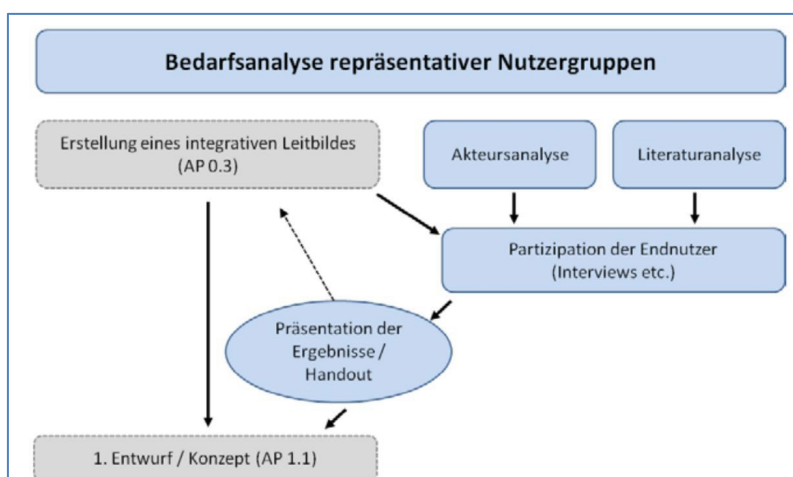 Bedarfsanalyse repräsentativer Nutzergruppen
Erstellung eines integrativen Leitbildes
(AP 0.3)
Akteursanalyse
Literaturanalyse
Partizipation der Endnutzer
(Interviews etc.)
Präsentation der
Ergebnisse /
Handout
1. Entwurf / Konzept (AP 1.1)